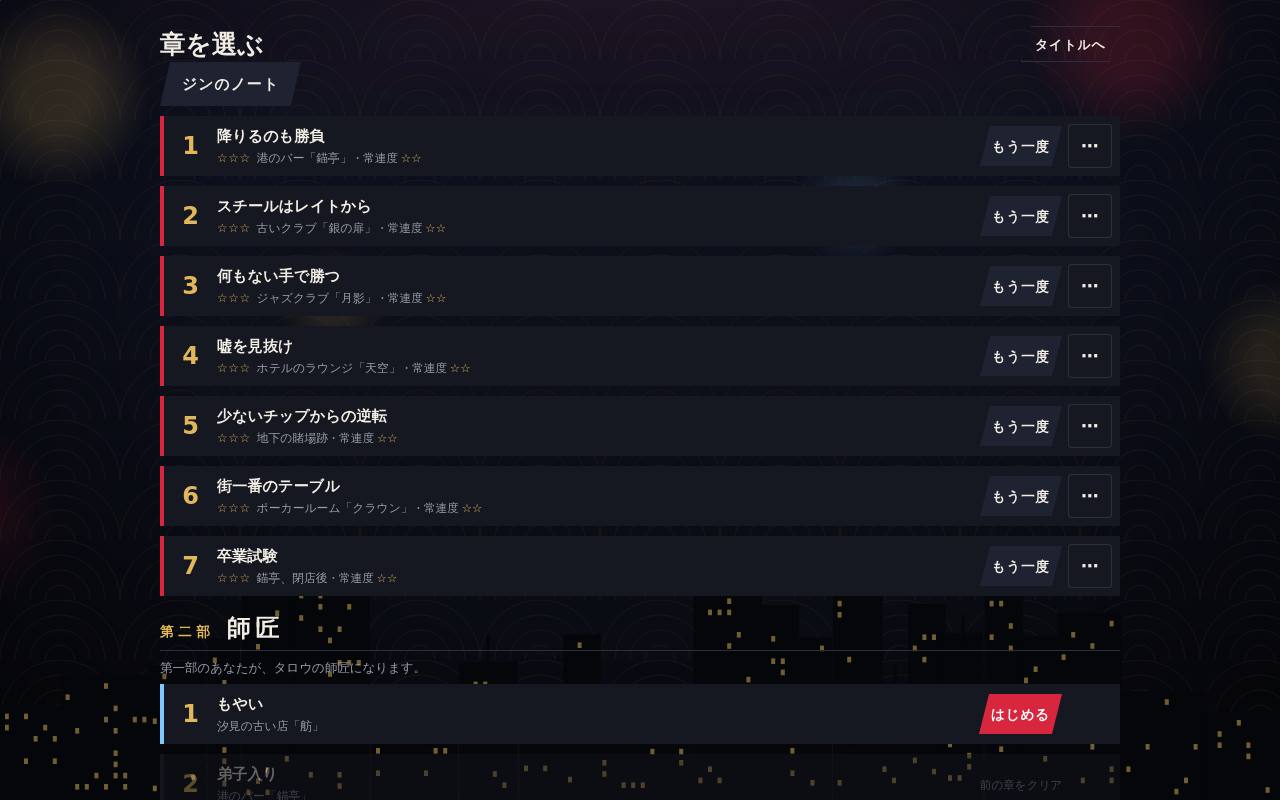 章を選ぶ
タイトルへ
ジンのノート
1 降りるのも勝負
☆☆☆ 港のバー「錨亭」・常連度 ☆☆
もう一度 ⋯
2 スチールはレイトから
☆☆☆ 古いクラブ「銀の扉」・常連度 ☆☆
もう一度 ⋯
3 何もない手で勝つ
☆☆☆ ジャズクラブ「月影」・常連度 ☆☆
もう一度 ⋯
4 嘘を見抜け
☆☆☆ ホテルのラウンジ「天空」・常連度 ☆☆
もう一度 ⋯
5 少ないチップからの逆転
☆☆☆ 地下の賭場跡・常連度 ☆☆
もう一度 ⋯
6 街一番のテーブル
☆☆☆ ポーカールーム「クラウン」・常連度 ☆☆
もう一度 ⋯
7 卒業試験
☆☆☆ 錨亭、閉店後・常連度 ☆☆
もう一度 ⋯
第二部 師匠
第一部のあなたが、タロウの師匠になります。
1 もやい
汐見の古い店「舫」
はじめる
2 弟子入り
港のバー「錨亭」
前の章をクリア